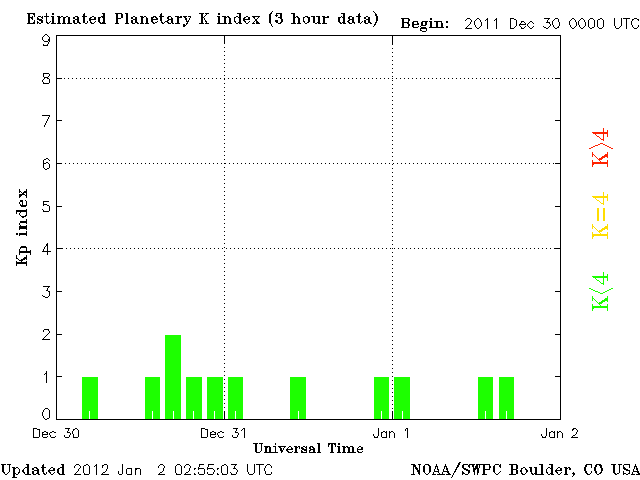 Estimated Planetary K index (3 hour data) Begin: 2011 Dec 30 0000 UTC
9
8
7
6
5
4
3
2
1
0
Kp index
K>4
K=4
K<4
Dec 30 Dec 31 Jan 1 Jan 2
Universal Time
Updated 2012 Jan 2 02:55:03 UTC NOAA/SWPC Boulder, CO USA